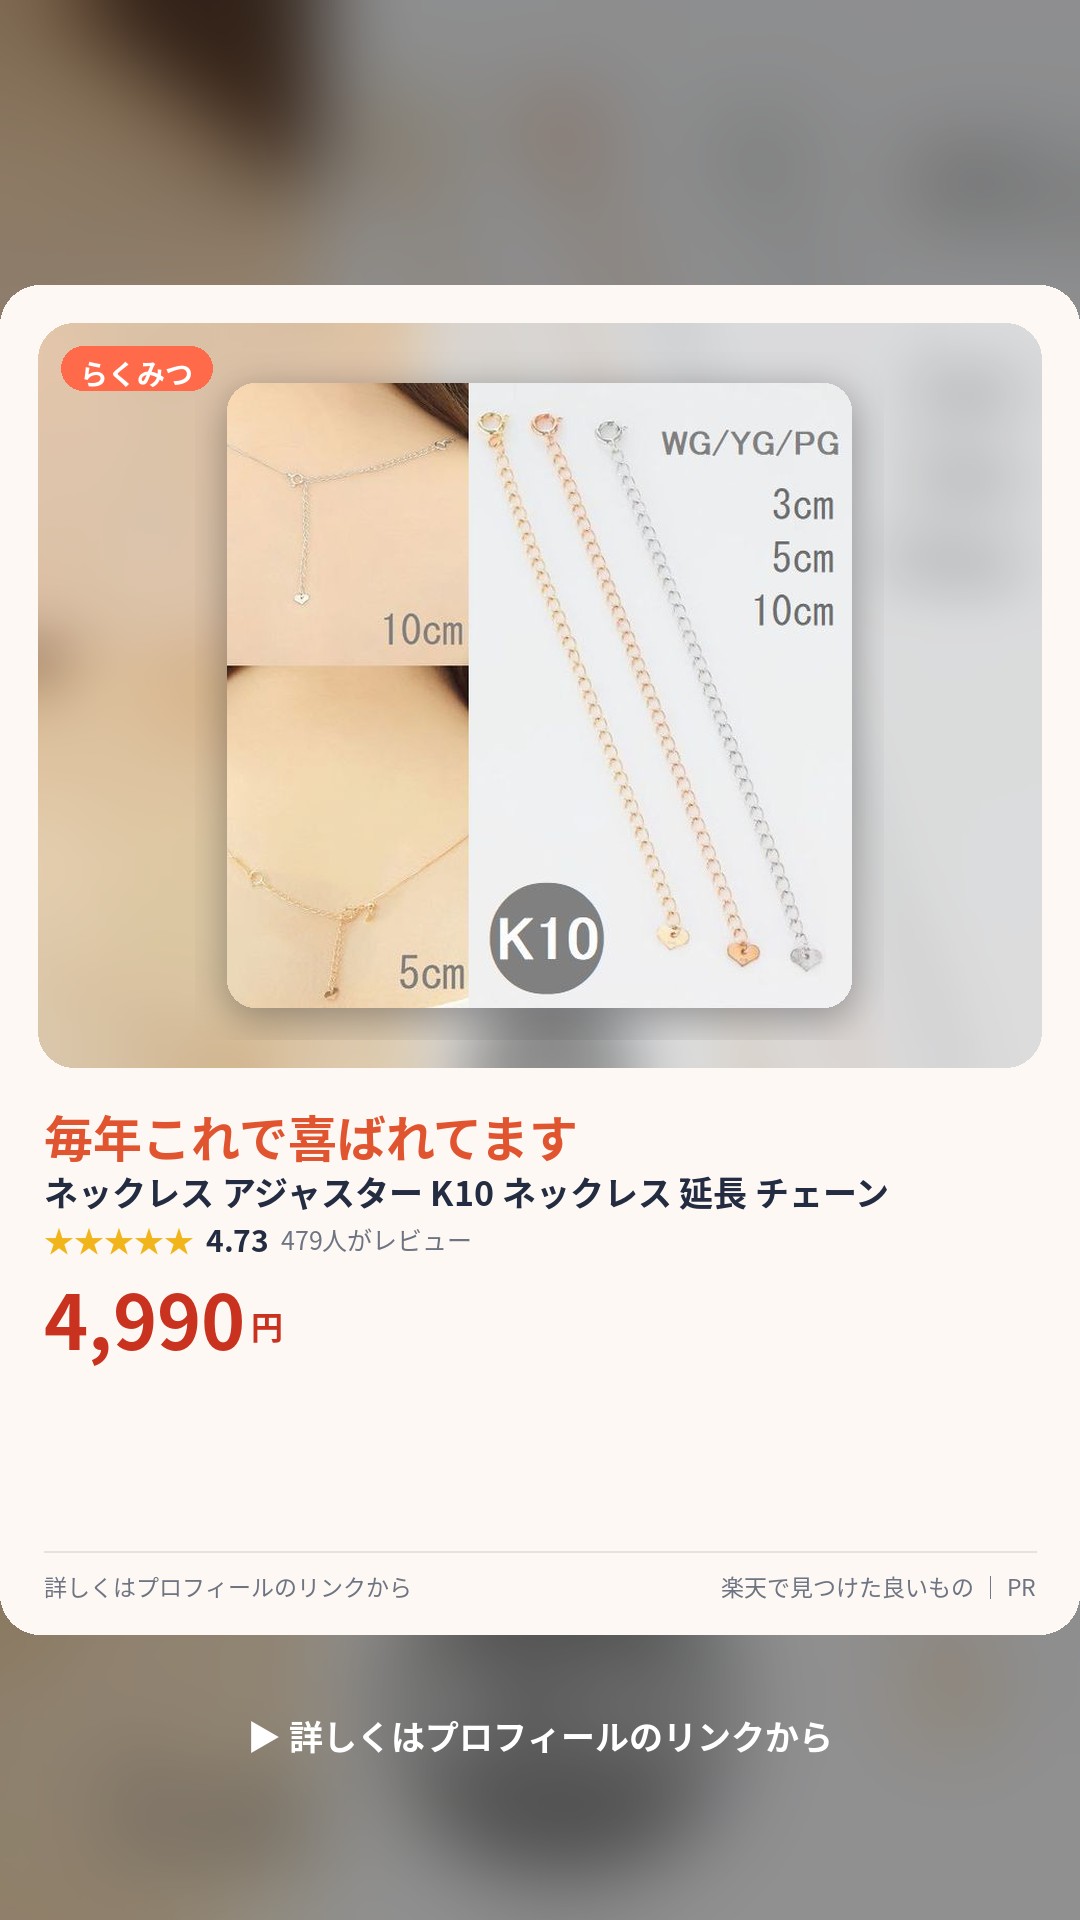 らくみつ
WG/YG/PG
3cm
5cm
10cm
10cm
5cm
K10
毎年これで喜ばれてます
ネックレス アジャスター K10 ネックレス 延長 チェーン
★★★★★ 4.73 479人がレビュー
4,990円
詳しくはプロフィールのリンクから
楽天で見つけた良いもの｜PR
▶ 詳しくはプロフィールのリンクから